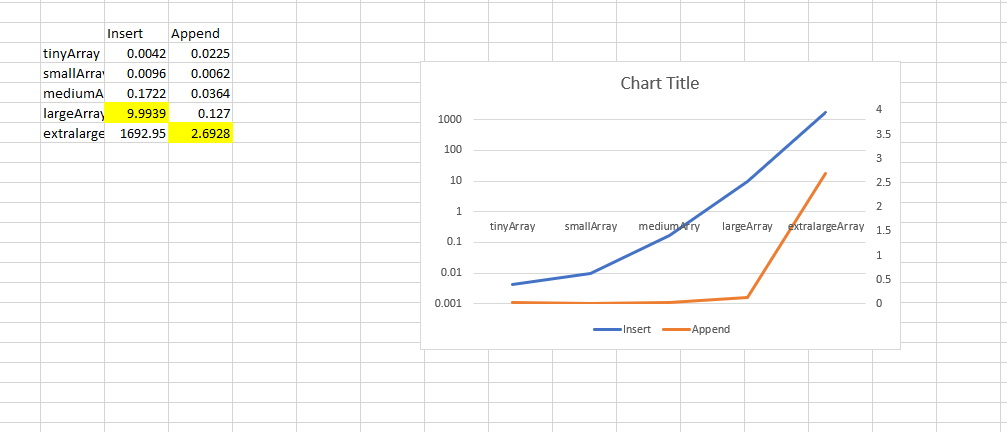 Insert Append
tinyArray 0.0042 0.0225
smallArray 0.0096 0.0062
mediumA 0.1722 0.0364
largeArray 9.9939 0.127
extralarge 1692.95 2.6928
Chart Title
1000
100
10
1
0.1
0.01
0.001
4
3.5
3
2.5
2
1.5
1
0.5
0
tinyArray smallArray mediumArry largeArray extralargeArray
Insert Append